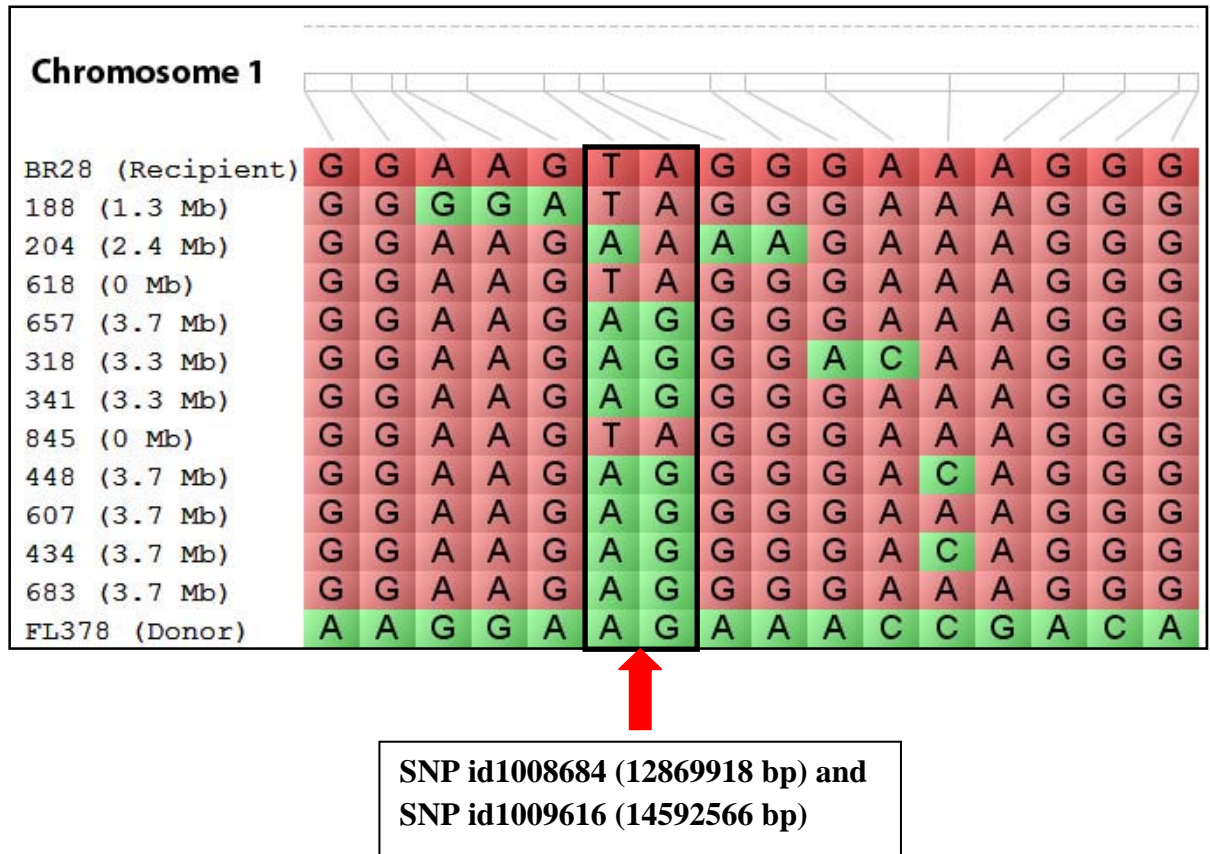 Chromosome 1
BR28 (Recipient) G G A A G T A G G G A A A G G G
188 (1.3 Mb) G G G G A T A G G G A A A G G G
204 (2.4 Mb) G G A A G A A A A G A A A G G G
618 (0 Mb) G G A A G T A G G G A A A G G G
657 (3.7 Mb) G G A A G A G G G G A A A G G G
318 (3.3 Mb) G G A A G A G G G A C A A G G G
341 (3.3 Mb) G G A A G A G G G G A A A G G G
845 (0 Mb) G G A A G T A G G G A A A G G G
448 (3.7 Mb) G G A A G A G G G G A C A G G G
607 (3.7 Mb) G G A A G A G G G G A A A G G G
434 (3.7 Mb) G G A A G A G G G G A C A G G G
683 (3.7 Mb) G G A A G A G G G G A A A G G G
FL378 (Donor) A A G G A A G A A A C C G A C A
SNP id1008684 (12869918 bp) and
SNP id1009616 (14592566 bp)